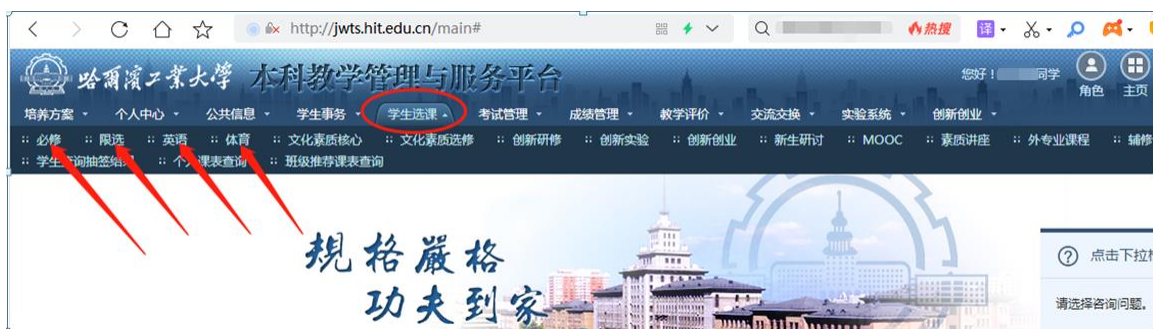 http://jwts.hit.edu.cn/main#
热搜
译
哈尔滨工业大学 本科教学管理与服务平台
您好！ 同学
角色 主页
培养方案 个人中心 公共信息 学生事务 学生选课 考试管理 成绩管理 教学评价 交流交换 实验系统 创新创业
:: 必修 :: 限选 :: 英语 :: 体育 :: 文化素质核心 :: 文化素质选修 :: 创新研修 :: 创新实验 :: 创新创业 :: 新生研讨 :: MOOC :: 素质讲座 :: 外专业课程 :: 辅修
:: 学生查询抽签结果 :: 个人课表查询 :: 班级推荐课表查询
規格嚴格
功夫到家
点击下拉
请选择咨询问题。